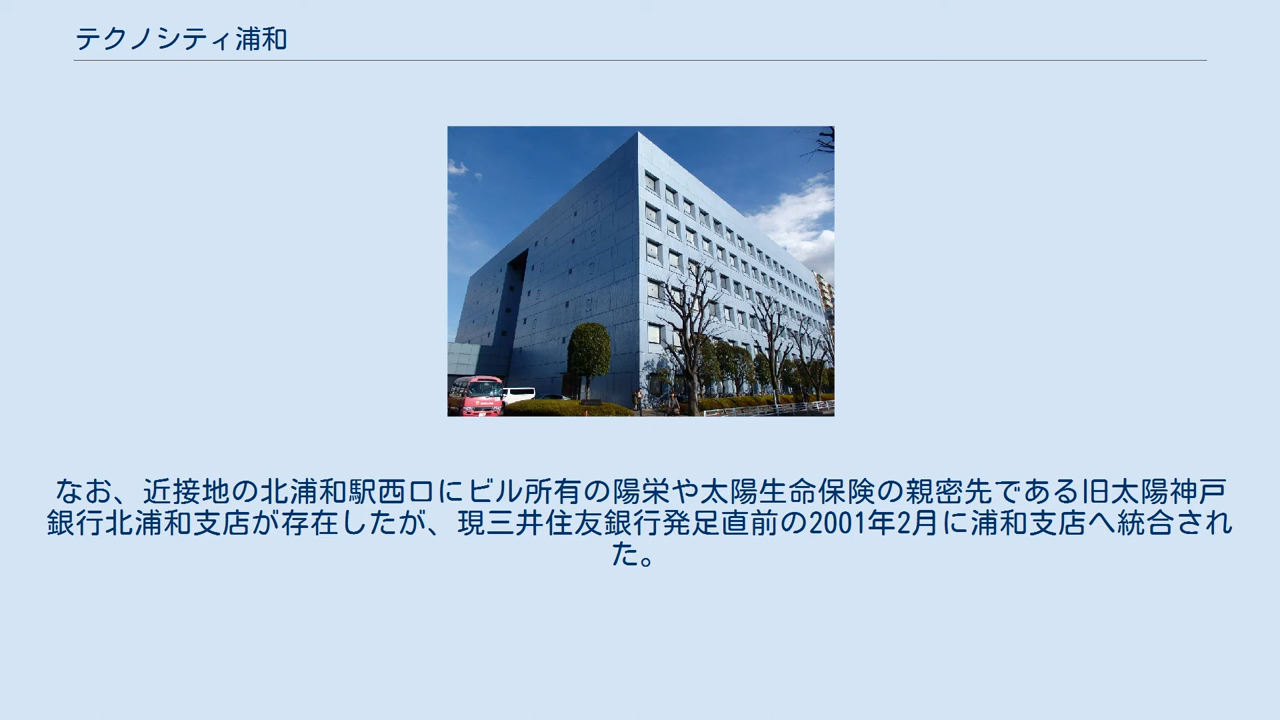 テクノシティ浦和
なお、近接地の北浦和駅西口にビル所有の陽栄や太陽生命保険の親密先である旧太陽神戸
銀行北浦和支店が存在したが、現三井住友銀行発足直前の2001年2月に浦和支店へ統合され
た。